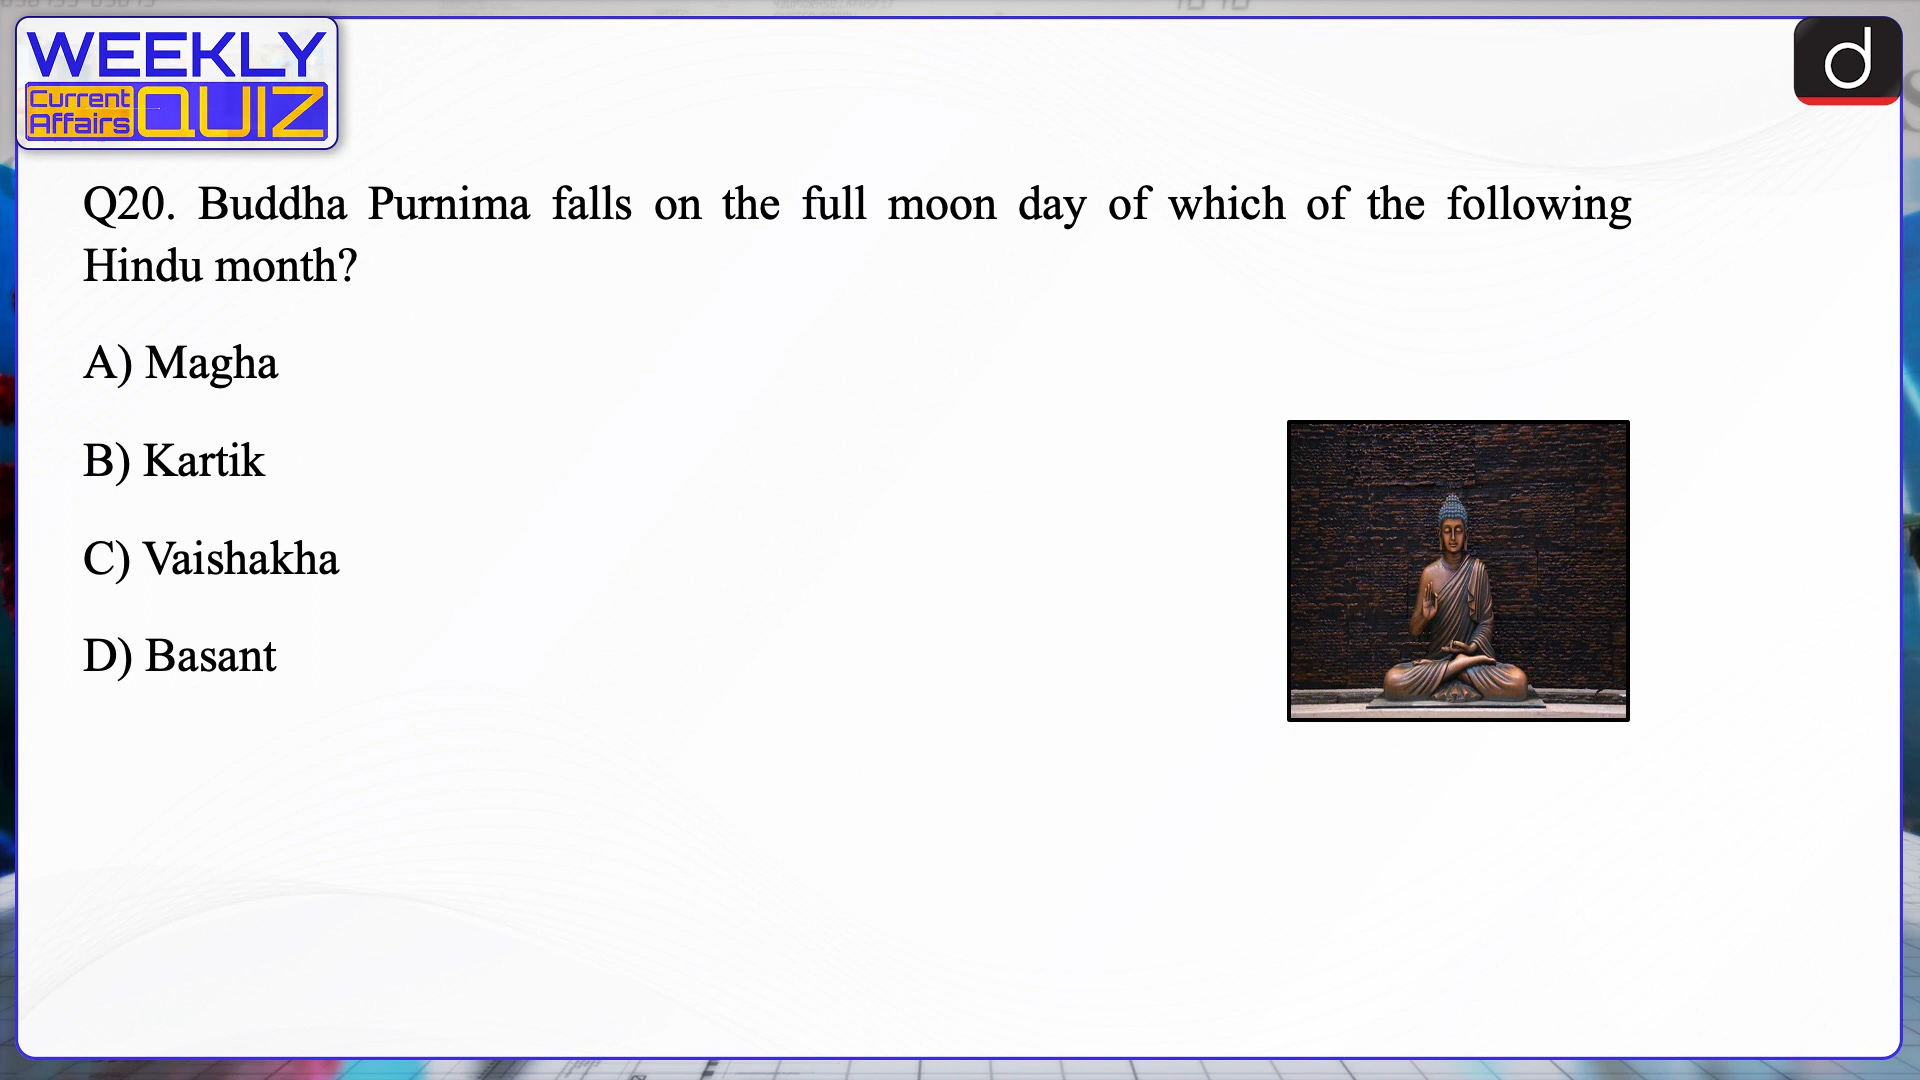 WEEKLY
Current
Affairs
QUIZ
d
Q20. Buddha Purnima falls on the full moon day of which of the following
Hindu month?
A) Magha
B) Kartik
C) Vaishakha
D) Basant